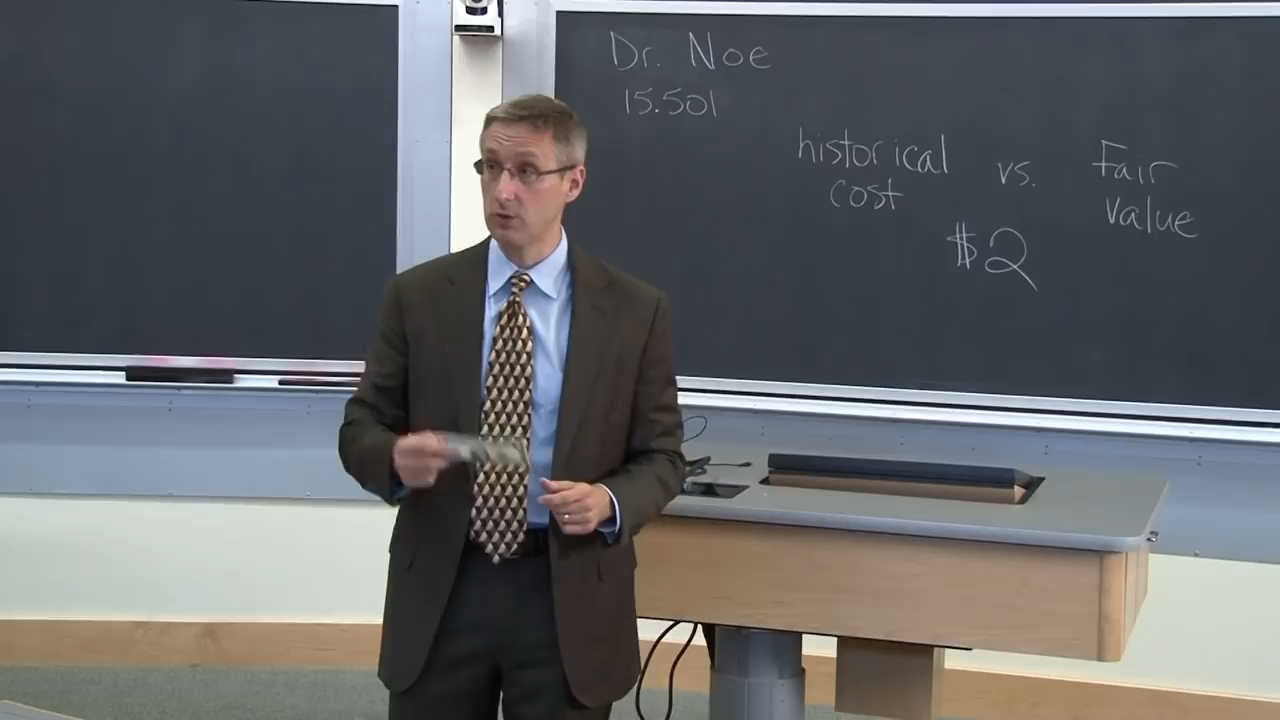 Dr. Noe
15.501
historical vs. Fair
cost value
$2